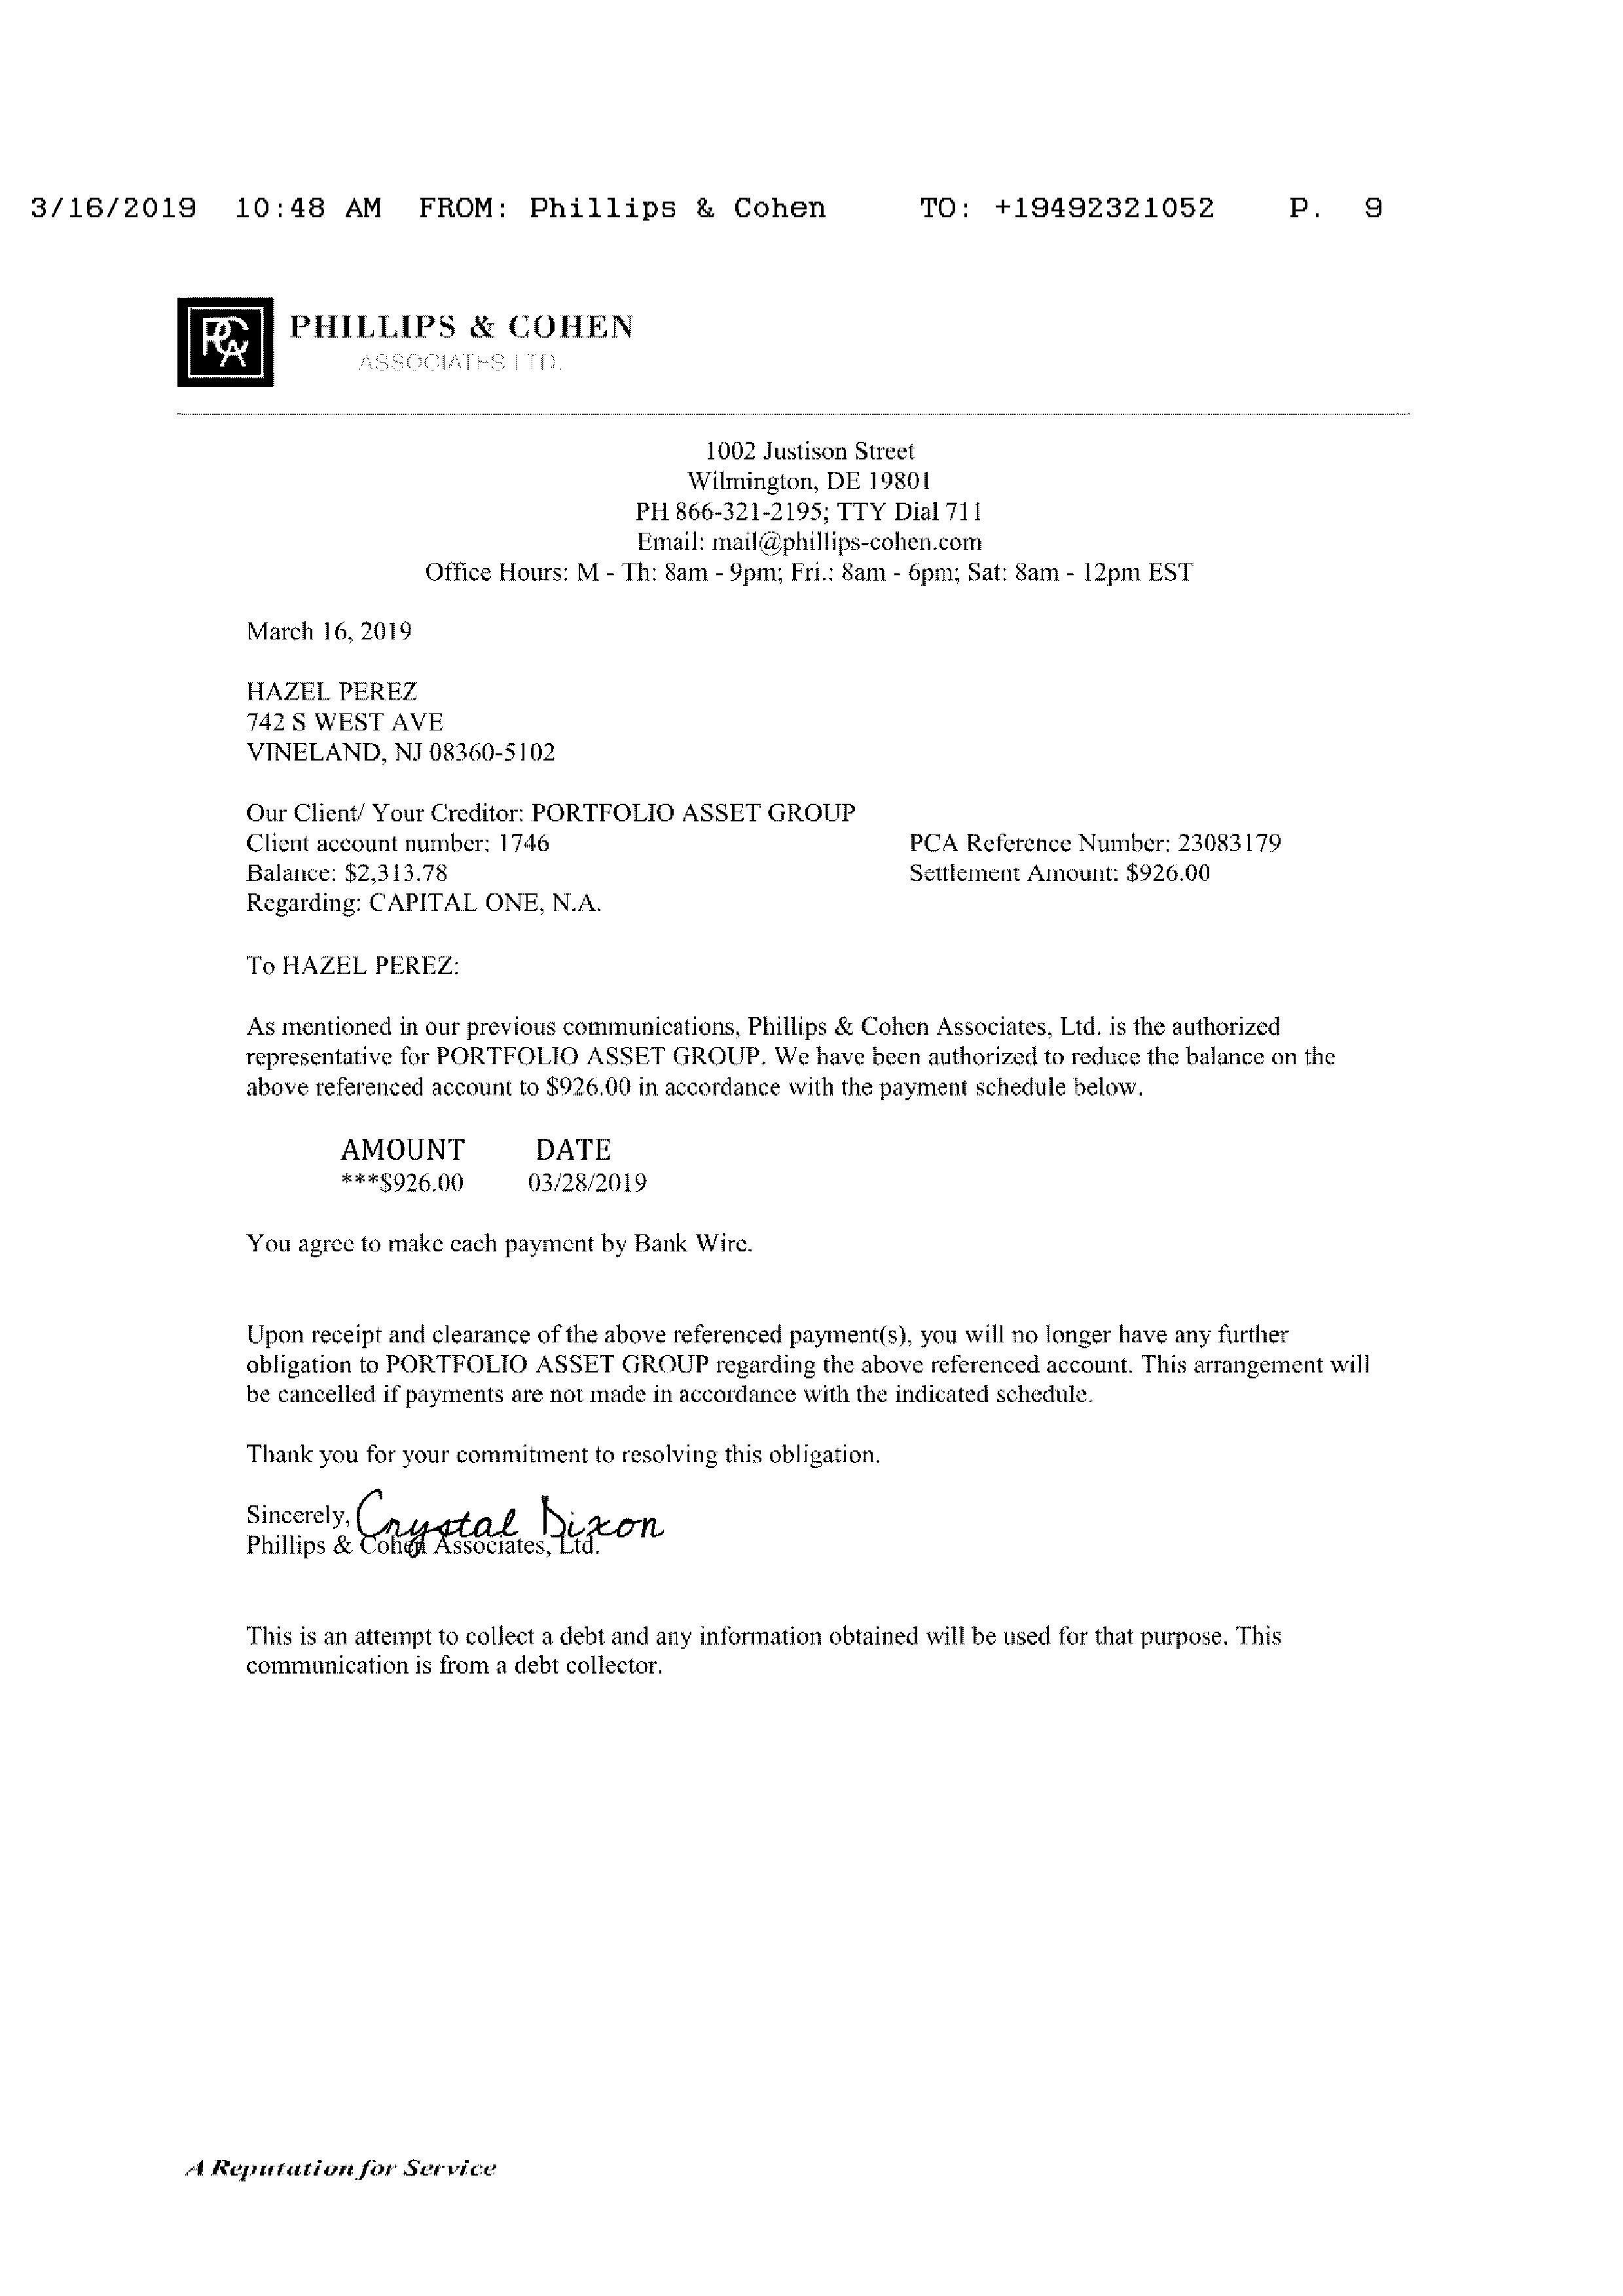 3/16/2019 10:48 AM FROM: Phillips & Cohen TO: +19492321052 P. 9
PCA
PHILLIPS & COHEN
ASSOCIATES LTD.
1002 Justison Street
Wilmington, DE 19801
PH 866-321-2195; TTY Dial 711
Email: mail@phillips-cohen.com
Office Hours: M - Th: 8am - 9pm; Fri.: 8am - 6pm; Sat: 8am - 12pm EST
March 16, 2019
HAZEL PEREZ
742 S WEST AVE
VINELAND, NJ 08360-5102
Our Client/ Your Creditor: PORTFOLIO ASSET GROUP
Client account number: 1746 PCA Reference Number: 23083179
Balance: $2,313.78 Settlement Amount: $926.00
Regarding: CAPITAL ONE, N.A.
To HAZEL PEREZ:
As mentioned in our previous communications, Phillips & Cohen Associates, Ltd. is the authorized
representative for PORTFOLIO ASSET GROUP. We have been authorized to reduce the balance on the
above referenced account to $926.00 in accordance with the payment schedule below.
AMOUNT DATE
***$926.00 03/28/2019
You agree to make each payment by Bank Wire.
Upon receipt and clearance of the above referenced payment(s), you will no longer have any further
obligation to PORTFOLIO ASSET GROUP regarding the above referenced account. This arrangement will
be cancelled if payments are not made in accordance with the indicated schedule.
Thank you for your commitment to resolving this obligation.
Sincerely, Crystal Dixon
Phillips & Cohen Associates, Ltd.
This is an attempt to collect a debt and any information obtained will be used for that purpose. This
communication is from a debt collector.
A Reputation for Service